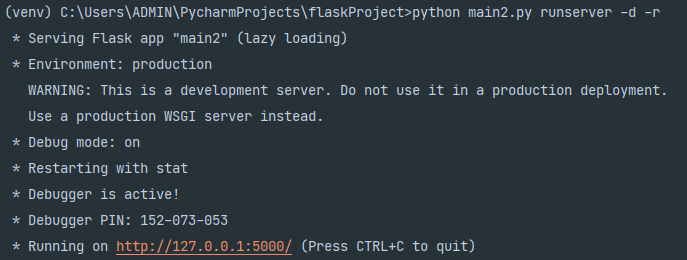 (venv) C:\Users\ADMIN\PycharmProjects\flaskProject>python main2.py runserver -d -r
* Serving Flask app "main2" (lazy loading)
* Environment: production
WARNING: This is a development server. Do not use it in a production deployment.
Use a production WSGI server instead.
* Debug mode: on
* Restarting with stat
* Debugger is active!
* Debugger PIN: 152-073-053
* Running on http://127.0.0.1:5000/ (Press CTRL+C to quit)